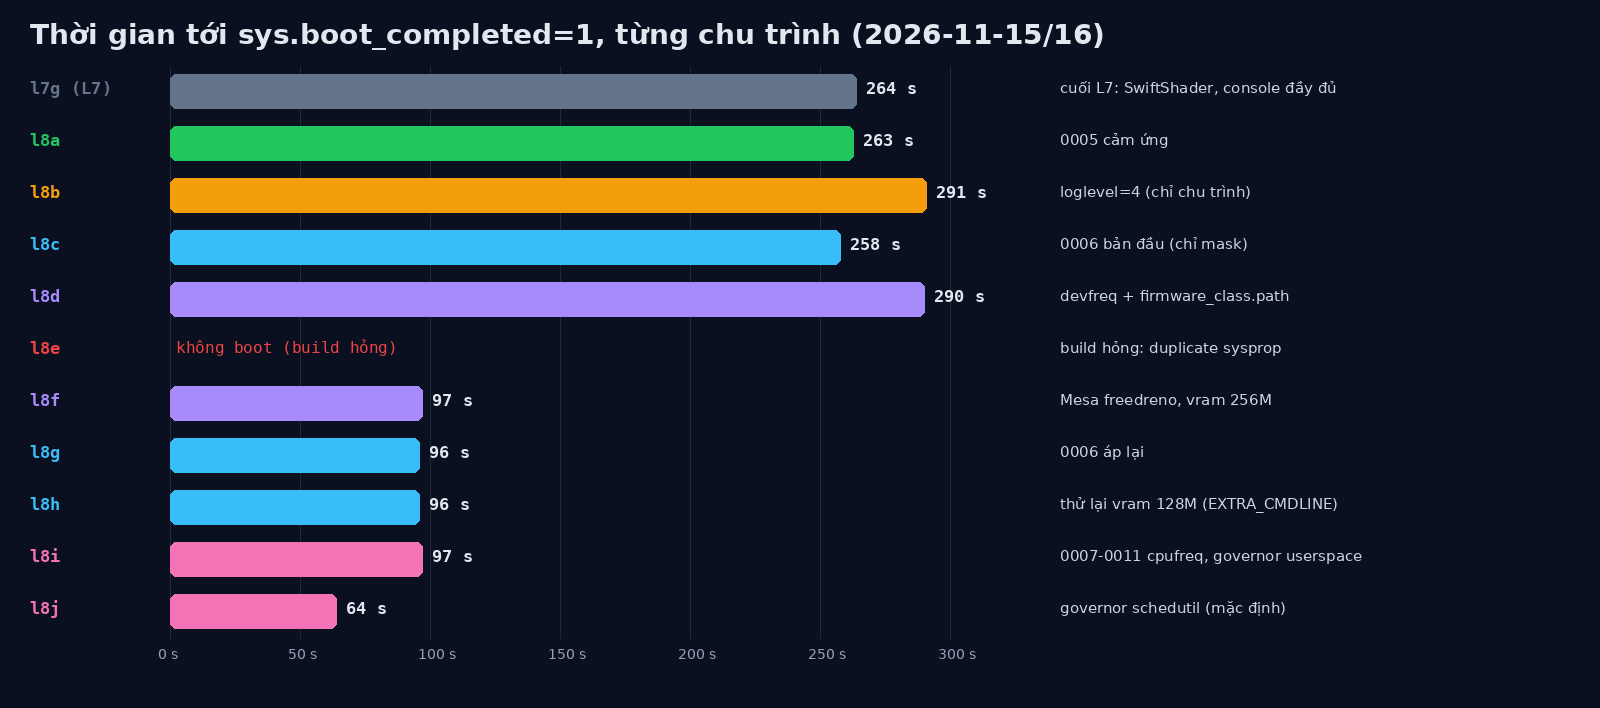 Thời gian tới sys.boot_completed=1, từng chu trình (2026-11-15/16)
l7g (L7) 264 s cuối L7: SwiftShader, console đầy đủ
l8a 263 s 0005 cảm ứng
l8b 291 s loglevel=4 (chỉ chu trình)
l8c 258 s 0006 bản đầu (chỉ mask)
l8d 290 s devfreq + firmware_class.path
l8e không boot (build hỏng) build hỏng: duplicate sysprop
l8f 97 s Mesa freedreno, vram 256M
l8g 96 s 0006 áp lại
l8h 96 s thử lại vram 128M (EXTRA_CMDLINE)
l8i 97 s 0007-0011 cpufreq, governor userspace
l8j 64 s governor schedutil (mặc định)
0 s 50 s 100 s 150 s 200 s 250 s 300 s